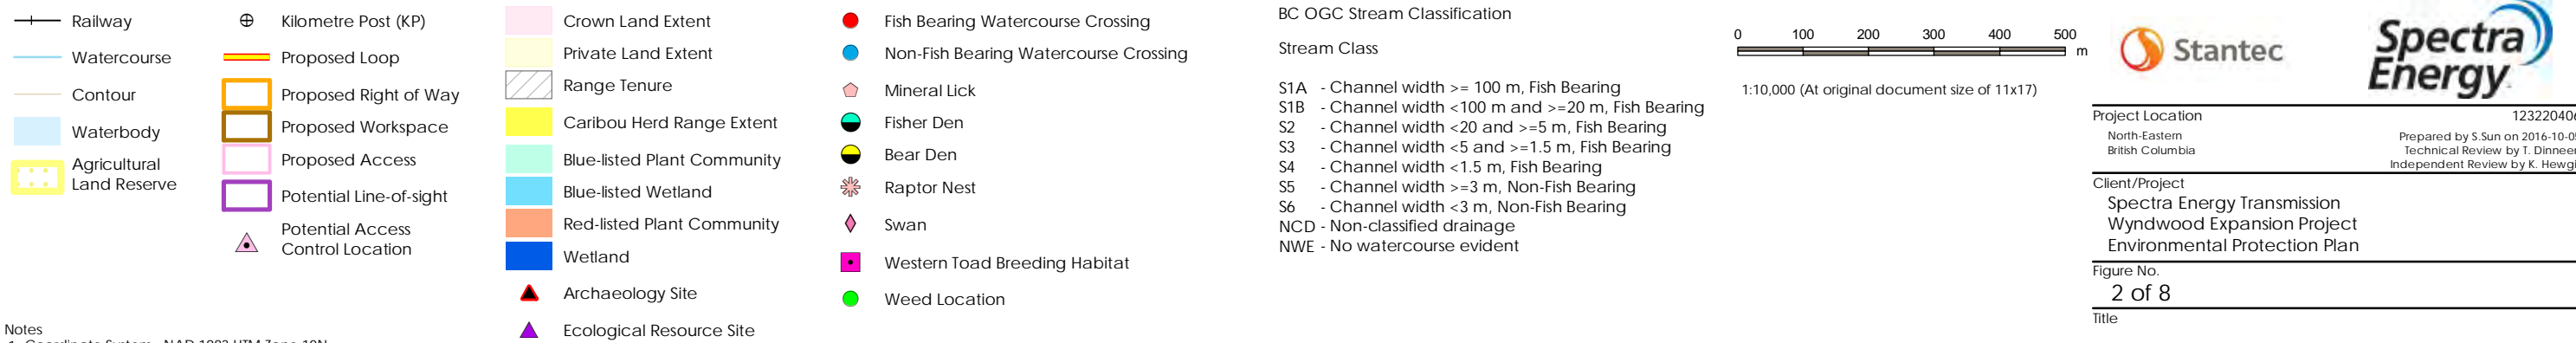 Railway
Watercourse
Contour
Waterbody
Agricultural
Land Reserve
Kilometre Post (KP)
Proposed Loop
Proposed Right of Way
Proposed Workspace
Proposed Access
Potential Line-of-sight
Potential Access
Control Location
Crown Land Extent
Private Land Extent
Range Tenure
Caribou Herd Range Extent
Blue-listed Plant Community
Blue-listed Wetland
Red-listed Plant Community
Wetland
Archaeology Site
Ecological Resource Site
Fish Bearing Watercourse Crossing
Non-Fish Bearing Watercourse Crossing
Mineral Lick
Fisher Den
Bear Den
Raptor Nest
Swan
Western Toad Breeding Habitat
Weed Location
BC OGC Stream Classification
Stream Class
S1A - Channel width >= 100 m, Fish Bearing
S1B - Channel width <100 m and >=20 m, Fish Bearing
S2 - Channel width <20 and >=5 m, Fish Bearing
S3 - Channel width <5 and >=1.5 m, Fish Bearing
S4 - Channel width <1.5 m, Fish Bearing
S5 - Channel width >=3 m, Non-Fish Bearing
S6 - Channel width <3 m, Non-Fish Bearing
NCD - Non-classified drainage
NWE - No watercourse evident
0 100 200 300 400 500
m
1:10,000 (At original document size of 11x17)
Stantec
Spectra
Energy
Project Location 123220406
North-Eastern
British Columbia
Prepared by S.Sun on 2016-10-05
Technical Review by T. Dinneen
Independent Review by K. Hewgi
Client/Project
Spectra Energy Transmission
Wyndwood Expansion Project
Environmental Protection Plan
Figure No.
2 of 8
Title
Notes